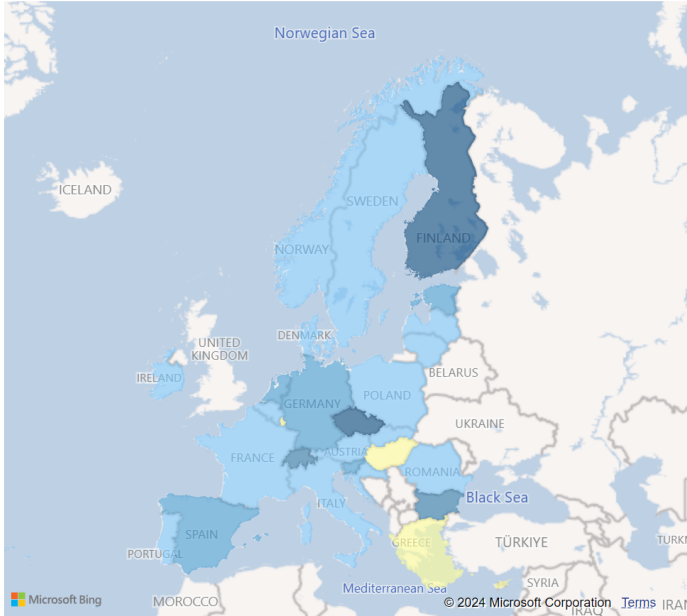 Norwegian Sea
ICELAND
SWEDEN
FINLAND
NORWAY
DENMARK
UNITED
KINGDOM
IRELAND
BELARUS
POLAND
GERMANY
UKRAINE
FRANCE
AUSTRIA
ROMANIA
ITALY
Black Sea
SPAIN
PORTUGAL
GREECE
TÜRKIYE
SYRIA
Mediterranean Sea
Microsoft Bing
MOROCCO
© 2024 Microsoft Corporation Terms
IRAQ